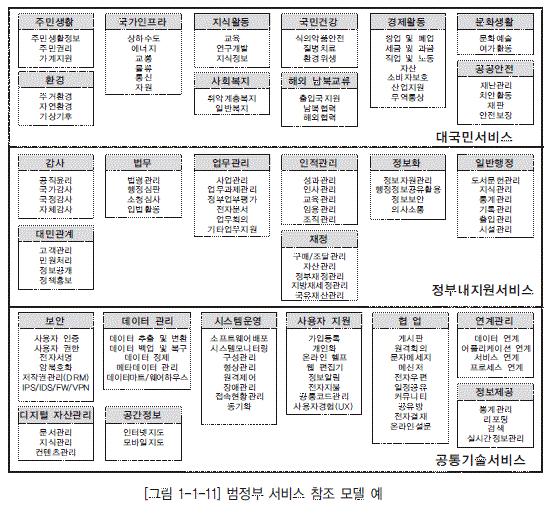 주민생활
주민생활정보
주민권리
가계지원
국가인프라
상하수도
에너지
교통
물류
통신
자원
지식활동
교육
연구개발
지식정보
국민건강
식의약품안전
질병치료
환경위생
경제활동
창업 및 폐업
세금 및 과금
직업 및 노동
자산
소비자보호
산업지원
무역통상
문화생활
문화예술
여가활동
환경
주거환경
자연환경
기상기후
사회복지
취약계층복지
일반복지
해외 남북교류
출입국지원
남북협력
해외협력
공공안전
재난관리
치안활동
재판
안전보장
대국민서비스
감사
공직윤리
국가감사
국정감사
자체감사
법무
법령관리
행정심판
소청심사
입법활동
업무관리
사업관리
업무과제관리
정부업무평가
전자문서
업무협의
기타업무지원
인적관리
성과관리
인사관리
교육관리
임용관리
조직관리
정보화
정보자원관리
행정정보공유활용
정보보안
의사소통
일반행정
도서문헌관리
지식관리
통계관리
기록관리
출입관리
시설관리
대민관계
고객관리
민원처리
정보공개
정책홍보
재정
구매/조달관리
자산관리
정부재정관리
지방재세정관리
국유재산관리
정부내지원서비스
보안
사용자 인증
사용자 권한
전자서명
암복호화
저작권관리(DRM)
IPS/IDS/FW/VPN
데이터 관리
데이터 추출 및 변환
데이터 백업 및 복구
데이터 정제
메타데이터 관리
데이터마트/웨어하우스
시스템운영
소프트웨어배포
시스템모니터링
구성관리
형상관리
원격제어
장애관리
접속현황관리
동기화
사용자 지원
가입등록
개인화
온라인 헬프
웹 편집기
정보알림
전자지불
공통코드관리
사용자경험(UX)
협 업
게시판
원격회의
문자메세지
메신저
전자우편
일정공유
커뮤니티
공유방
전자결재
온라인설문
연계관리
데이터 연계
어플리케이션 연계
서비스 연계
프로세스 연계
디지털 자산관리
문서관리
지식관리
컨텐츠관리
공간정보
인터넷지도
모바일지도
정보제공
통계관리
리포팅
검색
실시간정보관리
공통기술서비스
[그림 1-1-11] 범정부 서비스 참조 모델 예